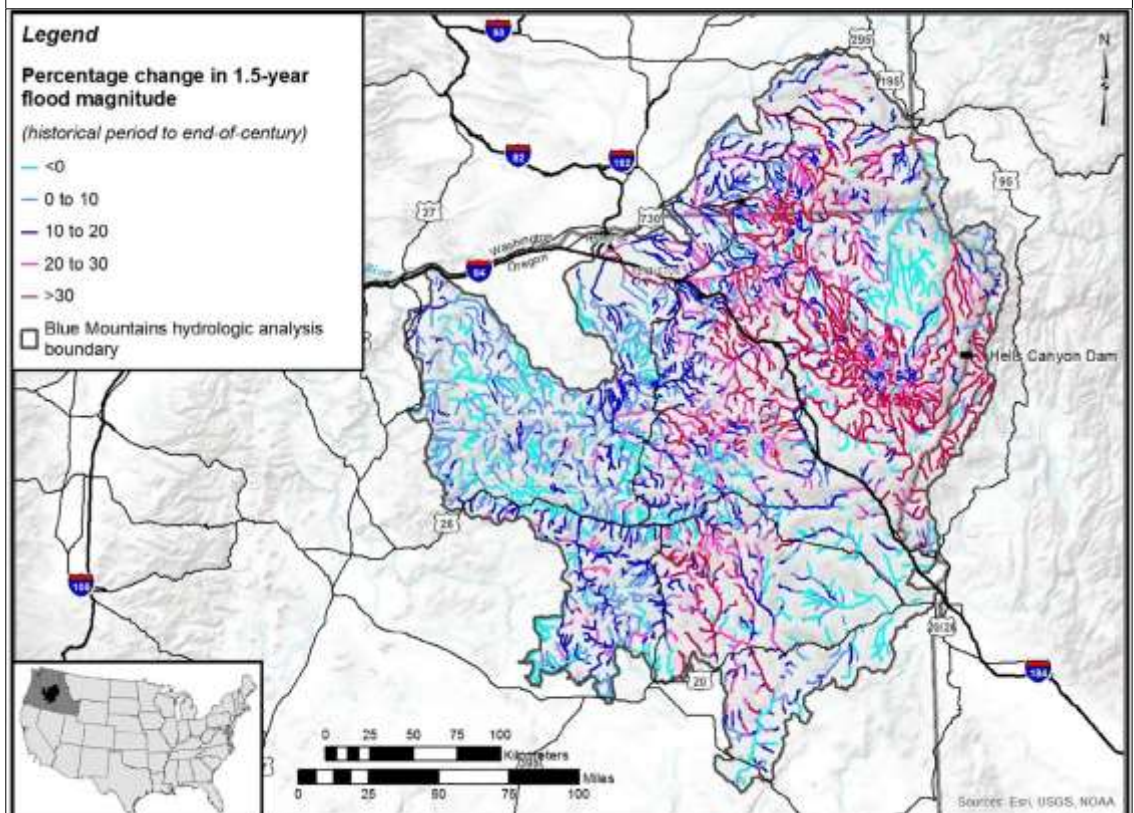 Legend
Percentage change in 1.5-year
flood magnitude
(historical period to end-of-century)
<0
0 to 10
10 to 20
20 to 30
>30
Blue Mountains hydrologic analysis
boundary
N
295
195
82
95
27
730
Washington
Oregon
84
Hells Canyon Dam
26
20
0 25 50 75 100
Kilometers
Miles
0 25 50 75 100
Sources: Esri, USGS, NOAA